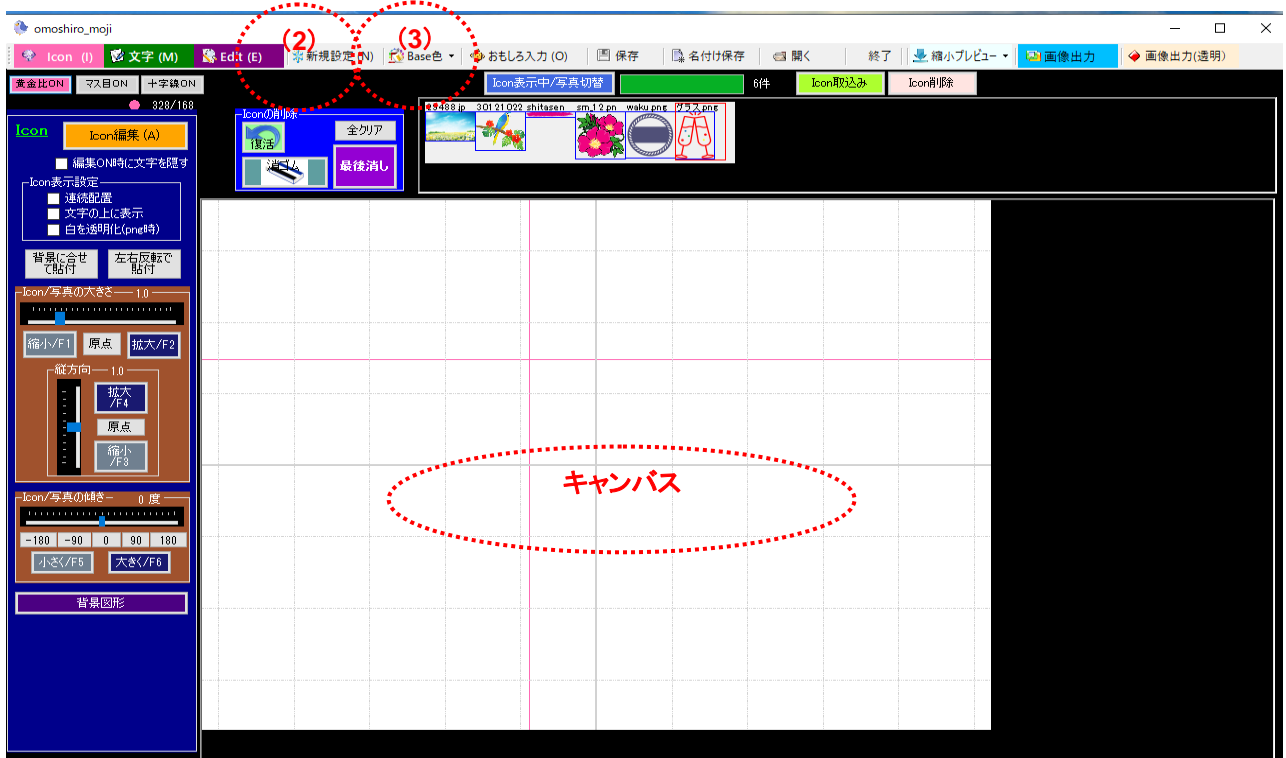 omoshiro_moji
Icon (I) 文字 (M) Edit (E) 新規設定(N) Base色 おもしろ入力 (O) 保存 名付け保存 開く 終了 縮小プレビュー 画像出力 画像出力(透明)
(2) (3)
黄金比ON マス目ON 十字線ON
Icon表示中/写真切替 6件 Icon取込み Icon削除
328/168
Icon Icon編集 (A)
編集ON時に文字を隠す
Icon表示設定
連続配置
文字の上に表示
白を透明化(png時)
背景に合せて貼付 左右反転で貼付
Iconの削除
復活 全クリア
消ゴム 最後消し
23488.jp 30121022 shitasen sm_12.pn waku.png グラス.png
Icon/写真の大きさ 1.0
縮小/F1 原点 拡大/F2
縦方向 1.0
拡大/F4
原点
縮小/F3
Icon/写真の傾き 0 度
-180 -90 0 90 180
小さく/F5 大きく/F6
背景図形
キャンバス